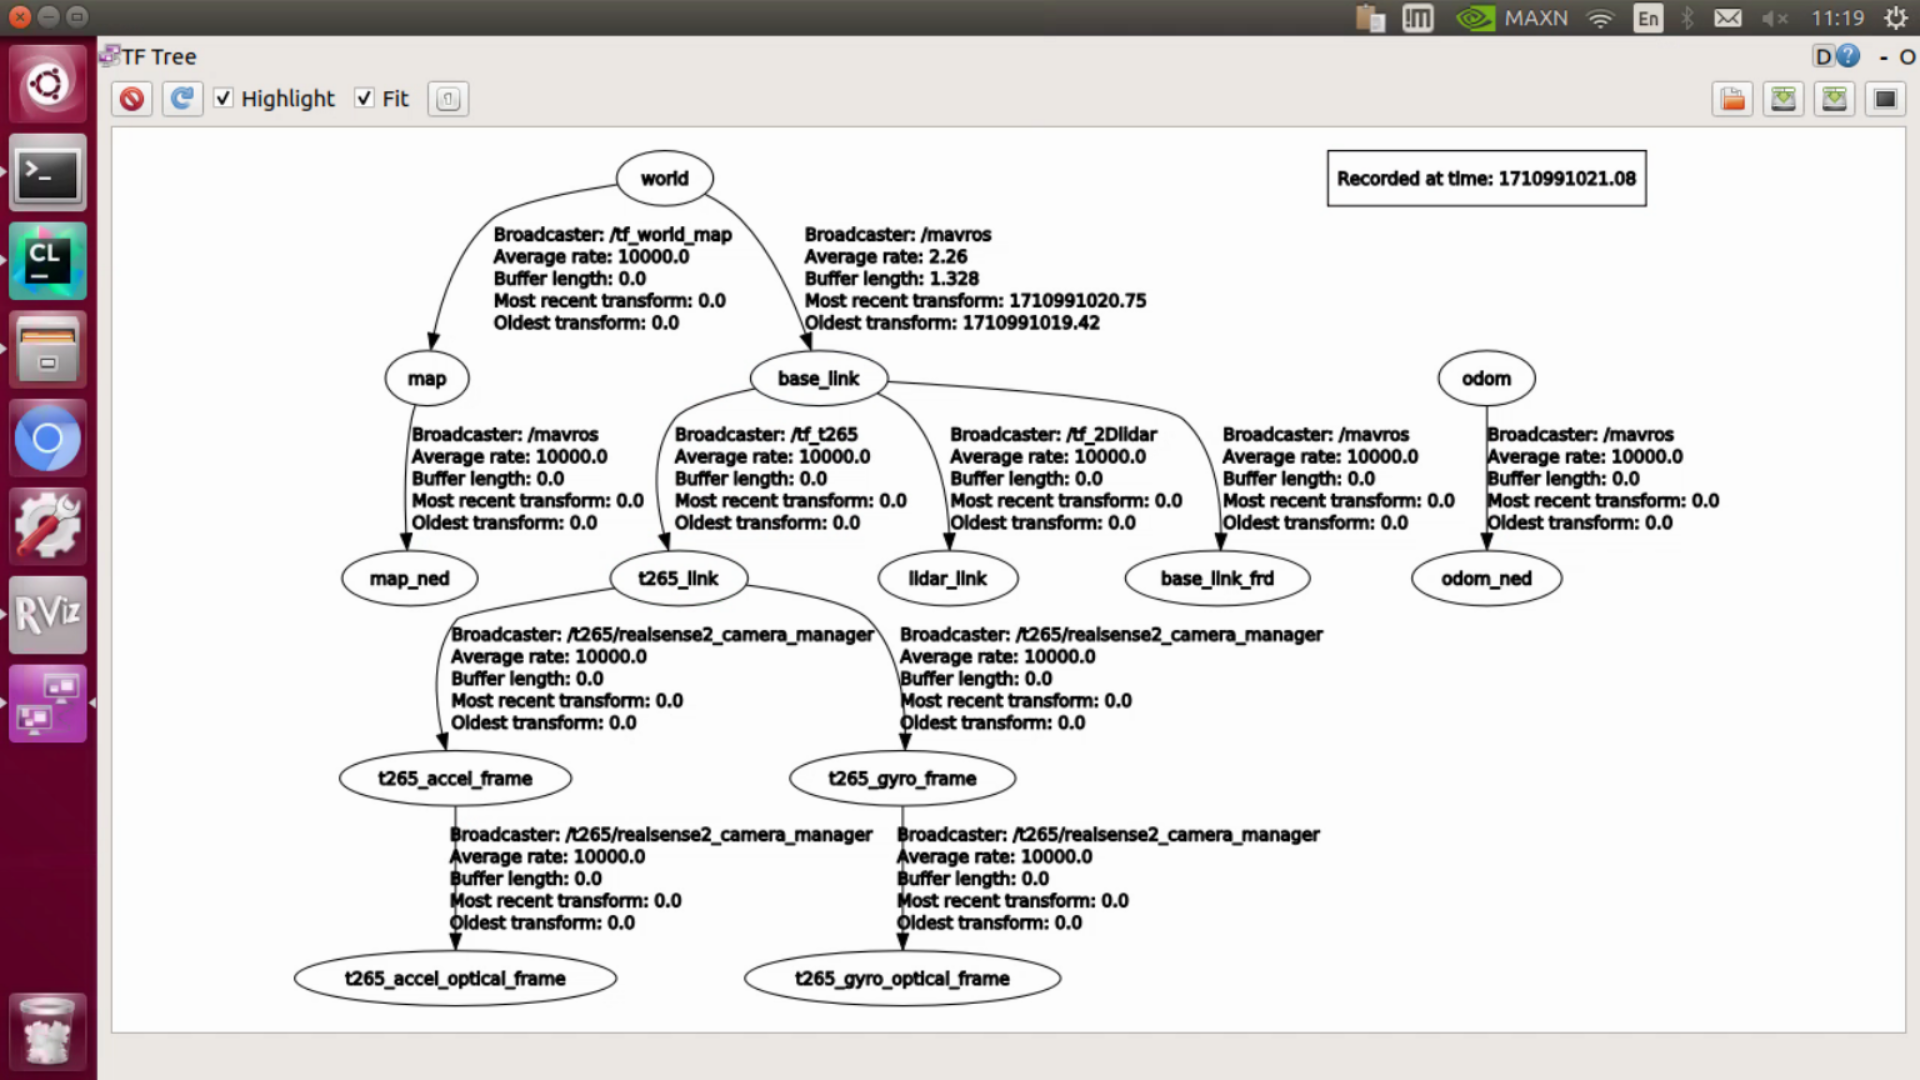 MAXN
En
11:19
TF Tree
D
- O
Highlight
Fit
CL
RViz
world
Recorded at time: 1710991021.08
Broadcaster: /tf_world_map
Average rate: 10000.0
Buffer length: 0.0
Most recent transform: 0.0
Oldest transform: 0.0
Broadcaster: /mavros
Average rate: 2.26
Buffer length: 1.328
Most recent transform: 1710991020.75
Oldest transform: 1710991019.42
map
base_link
odom
Broadcaster: /mavros
Average rate: 10000.0
Buffer length: 0.0
Most recent transform: 0.0
Oldest transform: 0.0
Broadcaster: /tf_t265
Average rate: 10000.0
Buffer length: 0.0
Most recent transform: 0.0
Oldest transform: 0.0
Broadcaster: /tf_2Dlidar
Average rate: 10000.0
Buffer length: 0.0
Most recent transform: 0.0
Oldest transform: 0.0
Broadcaster: /mavros
Average rate: 10000.0
Buffer length: 0.0
Most recent transform: 0.0
Oldest transform: 0.0
Broadcaster: /mavros
Average rate: 10000.0
Buffer length: 0.0
Most recent transform: 0.0
Oldest transform: 0.0
map_ned
t265_link
lidar_link
base_link_frd
odom_ned
Broadcaster: /t265/realsense2_camera_manager
Average rate: 10000.0
Buffer length: 0.0
Most recent transform: 0.0
Oldest transform: 0.0
Broadcaster: /t265/realsense2_camera_manager
Average rate: 10000.0
Buffer length: 0.0
Most recent transform: 0.0
Oldest transform: 0.0
t265_accel_frame
t265_gyro_frame
Broadcaster: /t265/realsense2_camera_manager
Average rate: 10000.0
Buffer length: 0.0
Most recent transform: 0.0
Oldest transform: 0.0
Broadcaster: /t265/realsense2_camera_manager
Average rate: 10000.0
Buffer length: 0.0
Most recent transform: 0.0
Oldest transform: 0.0
t265_accel_optical_frame
t265_gyro_optical_frame